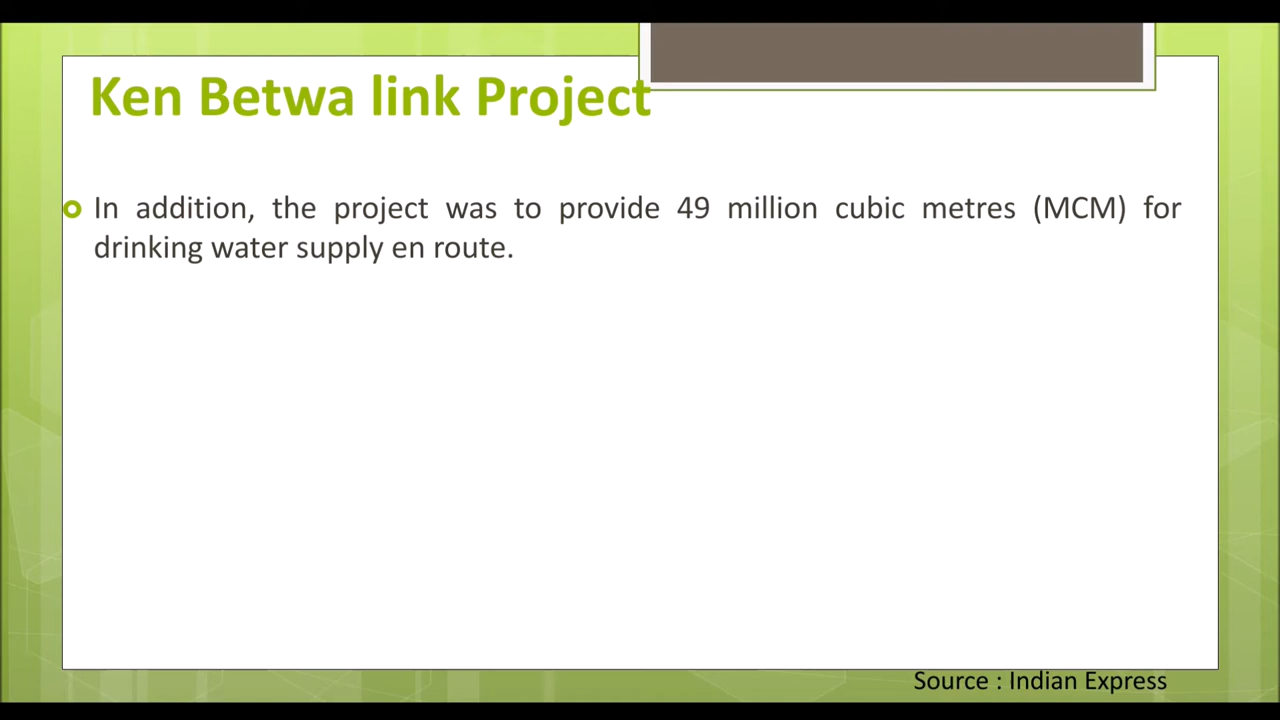 Ken Betwa link Project
In addition, the project was to provide 49 million cubic metres (MCM) for
drinking water supply en route.
Source : Indian Express